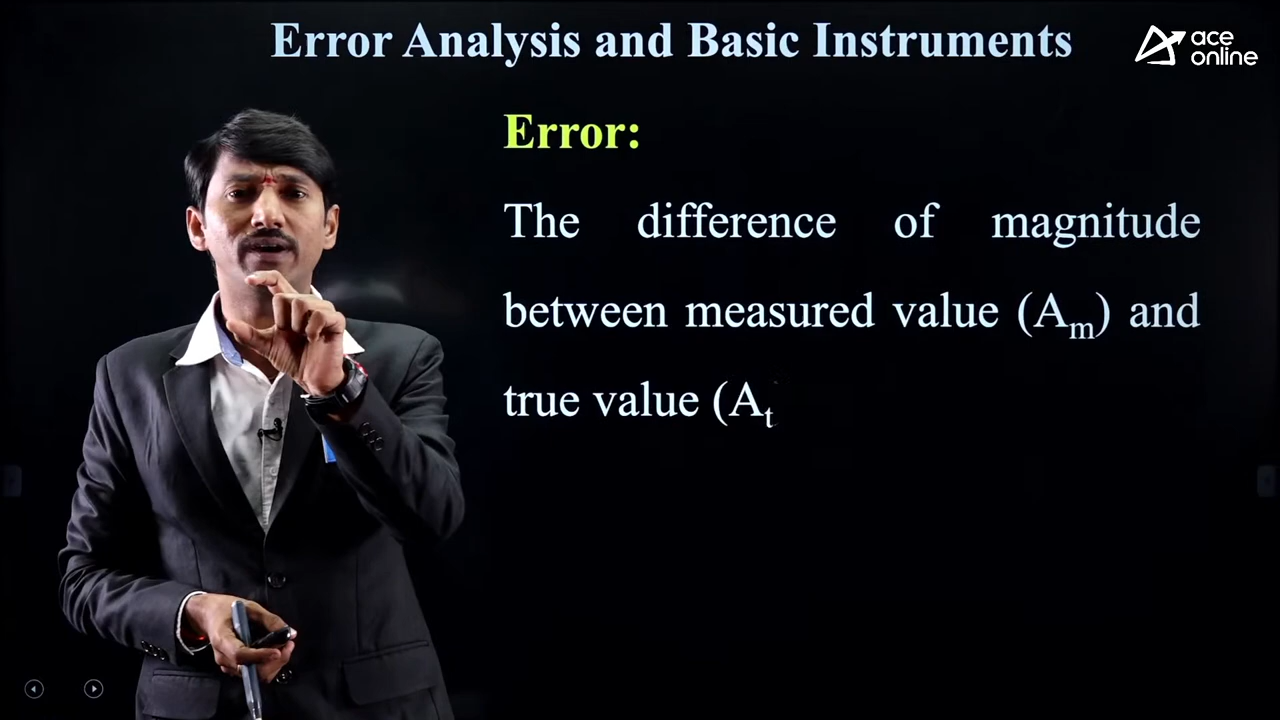 Error Analysis and Basic Instruments
ace
online
Error:
The difference of magnitude
between measured value (Aₘ) and
true value (Aₜ